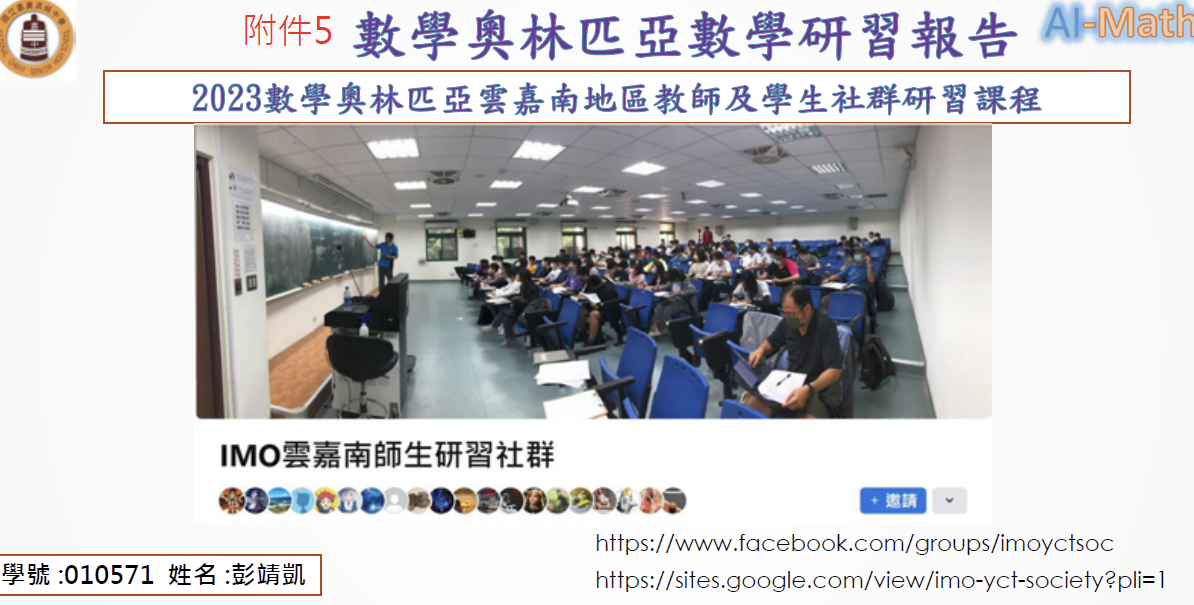 附件5 數學奧林匹亞數學研習報告 AI-Math
2023數學奧林匹亞雲嘉南地區教師及學生社群研習課程
IMO雲嘉南師生研習社群
+ 邀請
https://www.facebook.com/groups/imoyctsoc
學號 :010571 姓名 :彭靖凱
https://sites.google.com/view/imo-yct-society?pli=1